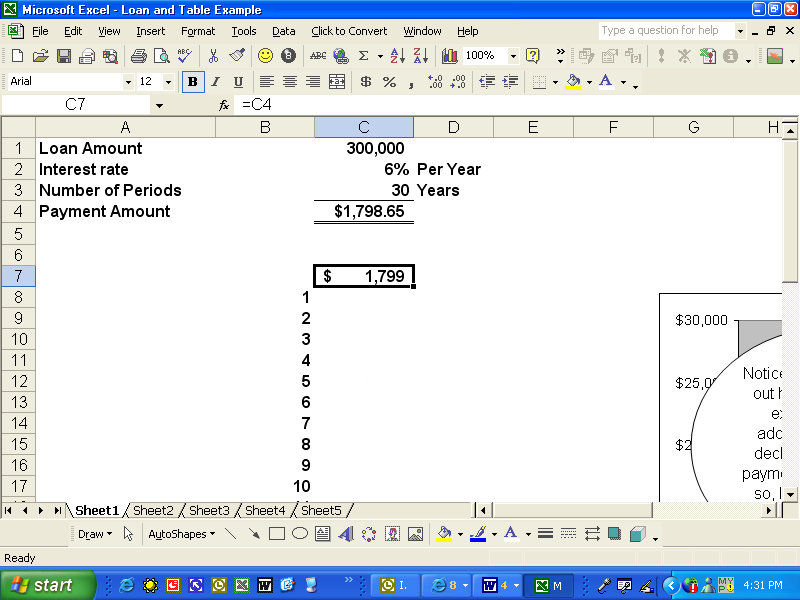 Microsoft Excel - Loan and Table Example
File Edit View Insert Format Tools Data Click to Convert Window Help
Type a question for help
ABC Σ 100%
Arial 12 B I U $ % , A
C7 fx =C4
A B C D E F G H
1 Loan Amount 300,000
2 Interest rate 6% Per Year
3 Number of Periods 30 Years
4 Payment Amount $1,798.65
5
6
7 $ 1,799
8 1
9 2 $30,000
10 3
11 4
12 5 $25,0
13 6
14 7
15 8 $2
16 9
17 10
Notice
out h
ex
add
decl
payme
so, I
Sheet1 Sheet2 Sheet3 Sheet4 Sheet5
Draw AutoShapes A
Ready
start I. 8 4 M 4:31 PM